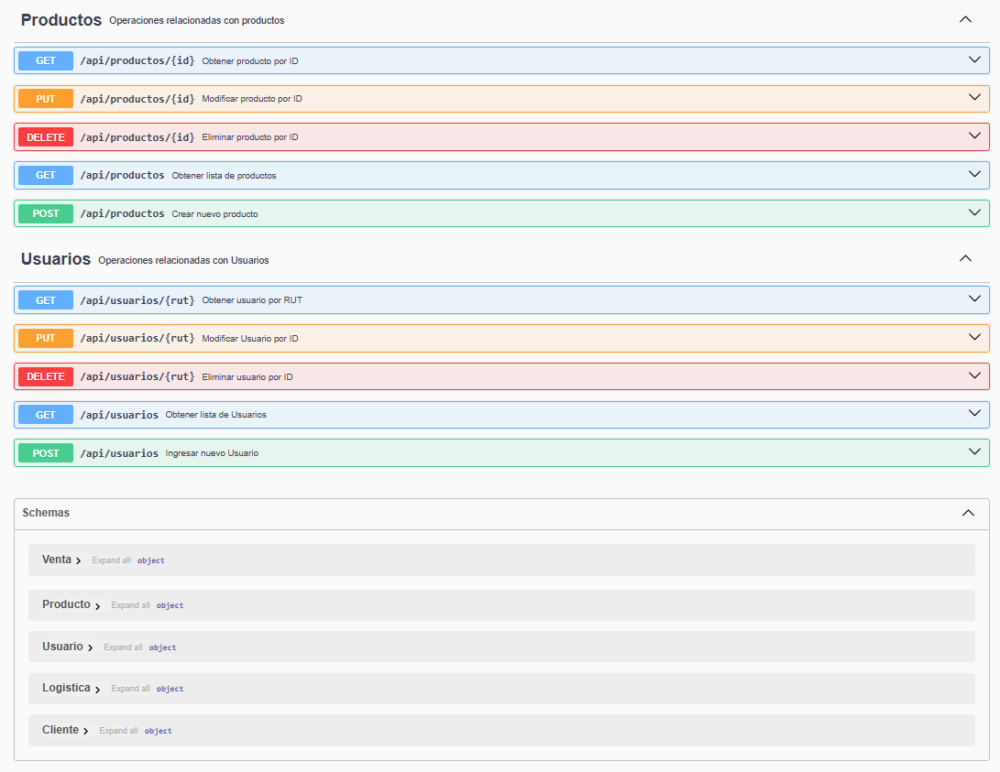 Productos Operaciones relacionadas con productos
GET /api/productos/{id} Obtener producto por ID
PUT /api/productos/{id} Modificar producto por ID
DELETE /api/productos/{id} Eliminar producto por ID
GET /api/productos Obtener lista de productos
POST /api/productos Crear nuevo producto
Usuarios Operaciones relacionadas con Usuarios
GET /api/usuarios/{rut} Obtener usuario por RUT
PUT /api/usuarios/{rut} Modificar Usuario por ID
DELETE /api/usuarios/{rut} Eliminar usuario por ID
GET /api/usuarios Obtener lista de Usuarios
POST /api/usuarios Ingresar nuevo Usuario
Schemas
Venta Expand all object
Producto Expand all object
Usuario Expand all object
Logistica Expand all object
Cliente Expand all object